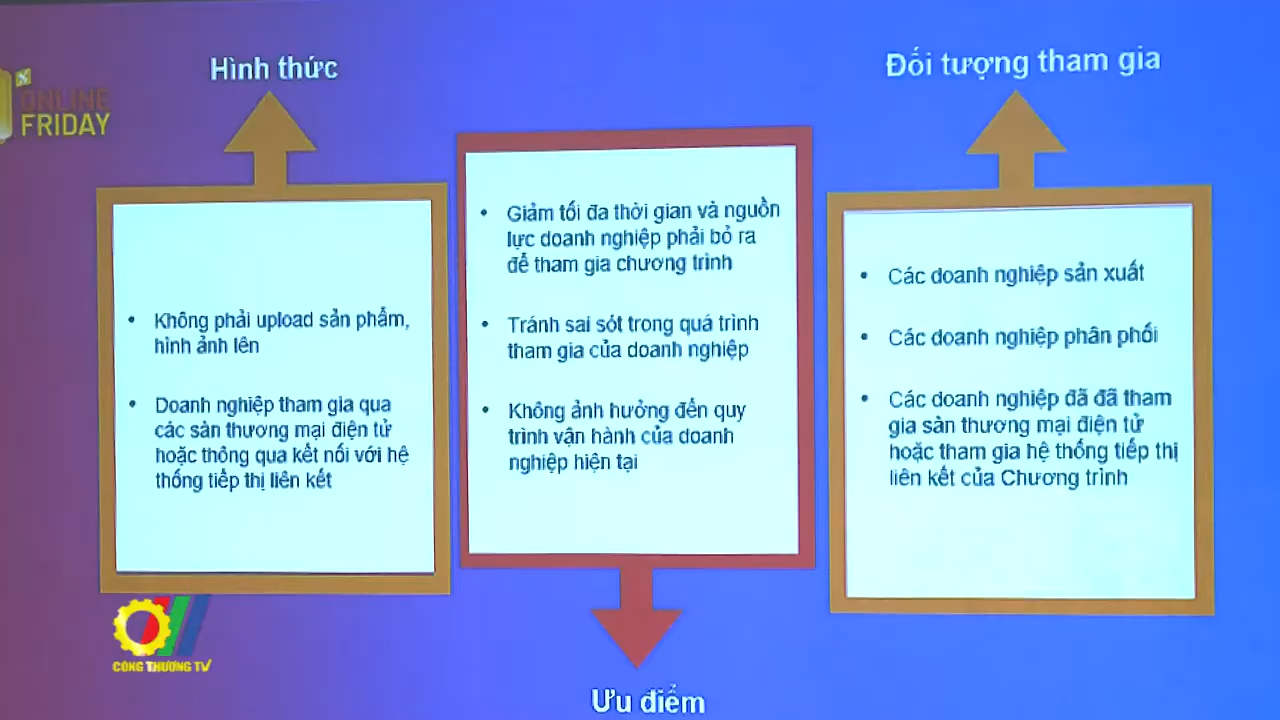 Hình thức
Đối tượng tham gia
ONLINE
FRIDAY
• Không phải upload sản phẩm,
hình ảnh lên
• Doanh nghiệp tham gia qua
các sàn thương mại điện tử
hoặc thông qua kết nối với hệ
thống tiếp thị liên kết
• Giảm tối đa thời gian và nguồn
lực doanh nghiệp phải bỏ ra
để tham gia chương trình
• Tránh sai sót trong quá trình
tham gia của doanh nghiệp
• Không ảnh hưởng đến quy
trình vận hành của doanh
nghiệp hiện tại
• Các doanh nghiệp sản xuất
• Các doanh nghiệp phân phối
• Các doanh nghiệp đã đã tham
gia sàn thương mại điện tử
hoặc tham gia hệ thống tiếp thị
liên kết của Chương trình
CÔNG THƯƠNG TV
Ưu điểm